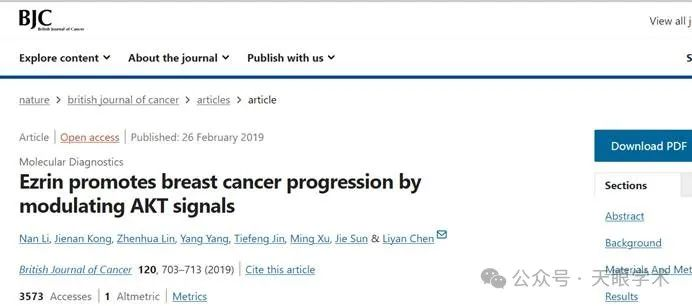 BJC
British Journal of Cancer
View all j
Explore content
About the journal
Publish with us
S
nature > british journal of cancer > articles > article
Article | Open access | Published: 26 February 2019
Download PDF
Molecular Diagnostics
Ezrin promotes breast cancer progression by
modulating AKT signals
Sections
Abstract
Nan Li, Jienan Kong, Zhenhua Lin, Yang Yang, Tiefeng Jin, Ming Xu, Jie Sun & Liyan Chen
Background
British Journal of Cancer 120, 703–713 (2019) | Cite this article
Materials And Met
3573 Accesses | 1 Altmetric | Metrics
Results
公众号 · 天眼学术